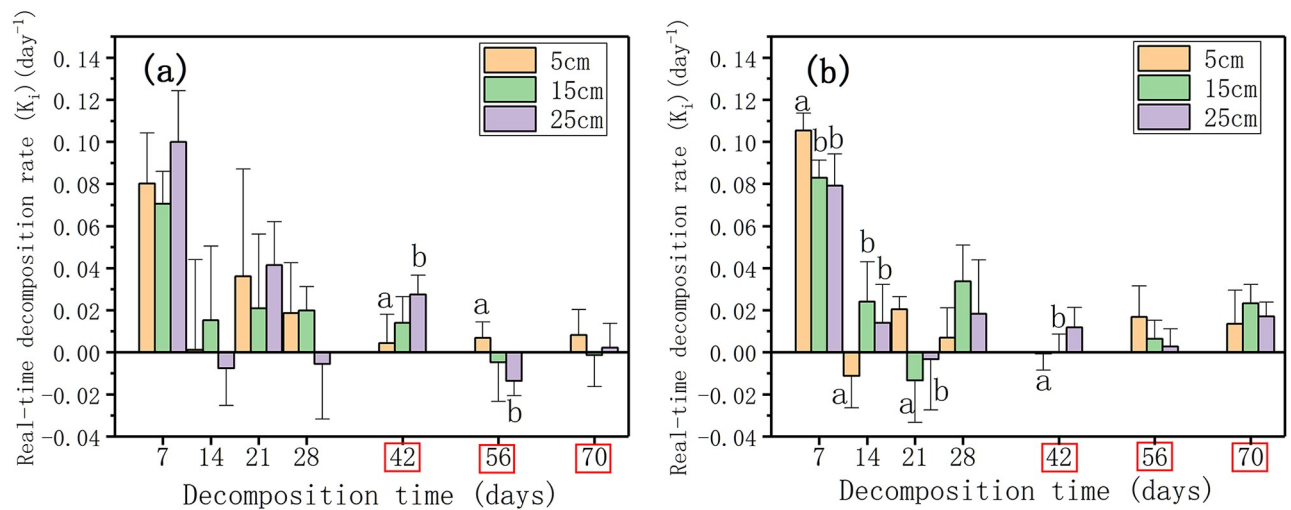 Real-time decomposition rate (Kᵢ)(day⁻¹)
(a)
5cm
15cm
25cm
0.14
0.12
0.10
0.08
0.06
0.04
0.02
0.00
-0.02
-0.04
a
b
a
b
7 14 21 28 42 56 70
Decomposition time (days)
Real-time decomposition rate (Kᵢ)(day⁻¹)
(b)
5cm
15cm
25cm
0.14
0.12
0.10
0.08
0.06
0.04
0.02
0.00
-0.02
-0.04
a
b b
a
b
b
a
b
a
b
7 14 21 28 42 56 70
Decomposition time (days)